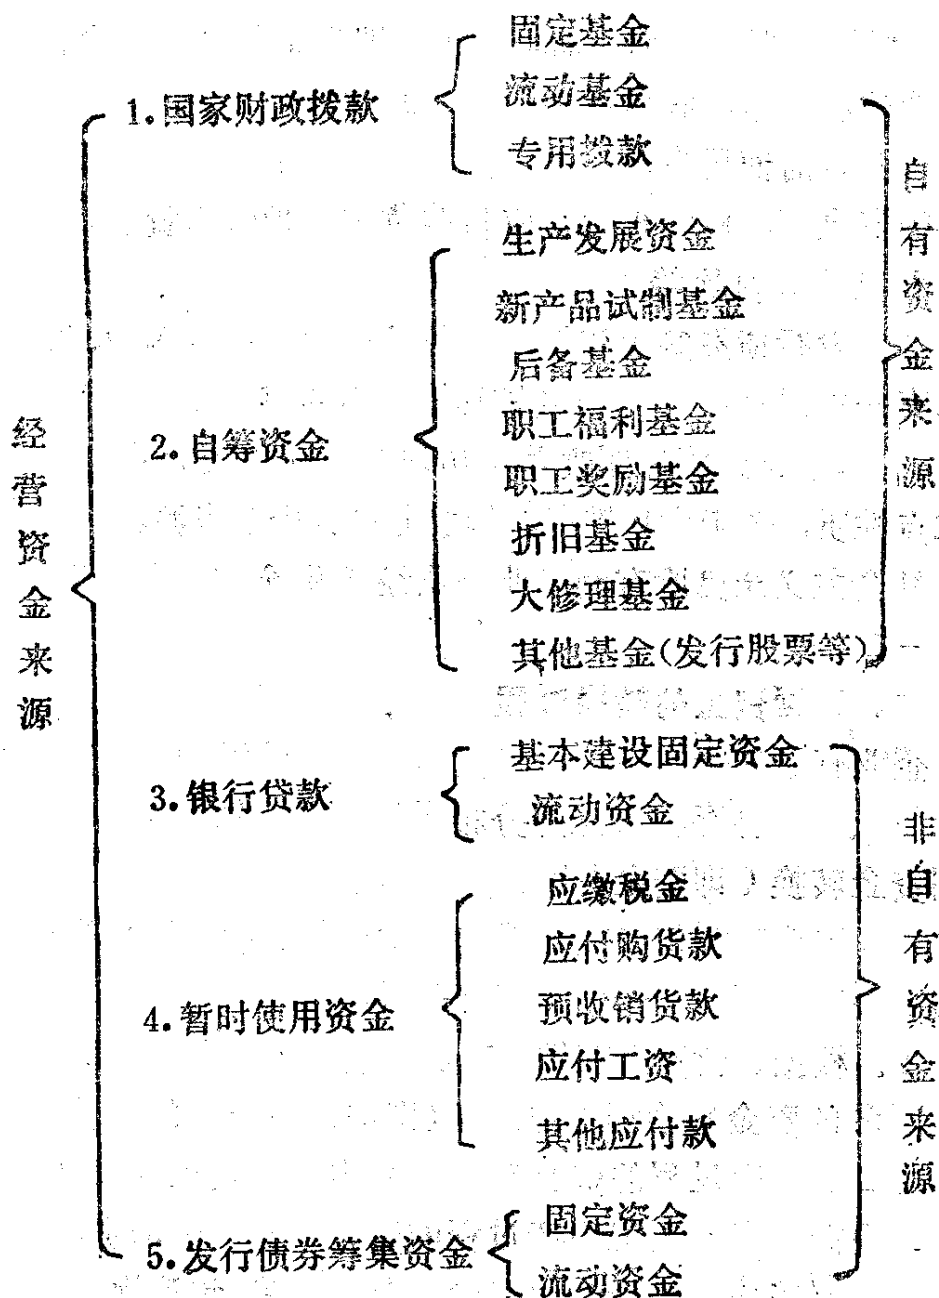 经营资金来源
1.国家财政拨款
固定基金
流动基金
专用拨款
2.自筹资金
生产发展资金
新产品试制基金
后备基金
职工福利基金
职工奖励基金
折旧基金
大修理基金
其他基金(发行股票等)
自有资金来源
3.银行贷款
基本建设固定资金
流动资金
4.暂时使用资金
应缴税金
应付购货款
预收销货款
应付工资
其他应付款
5.发行债券筹集资金
固定资金
流动资金
非自有资金来源